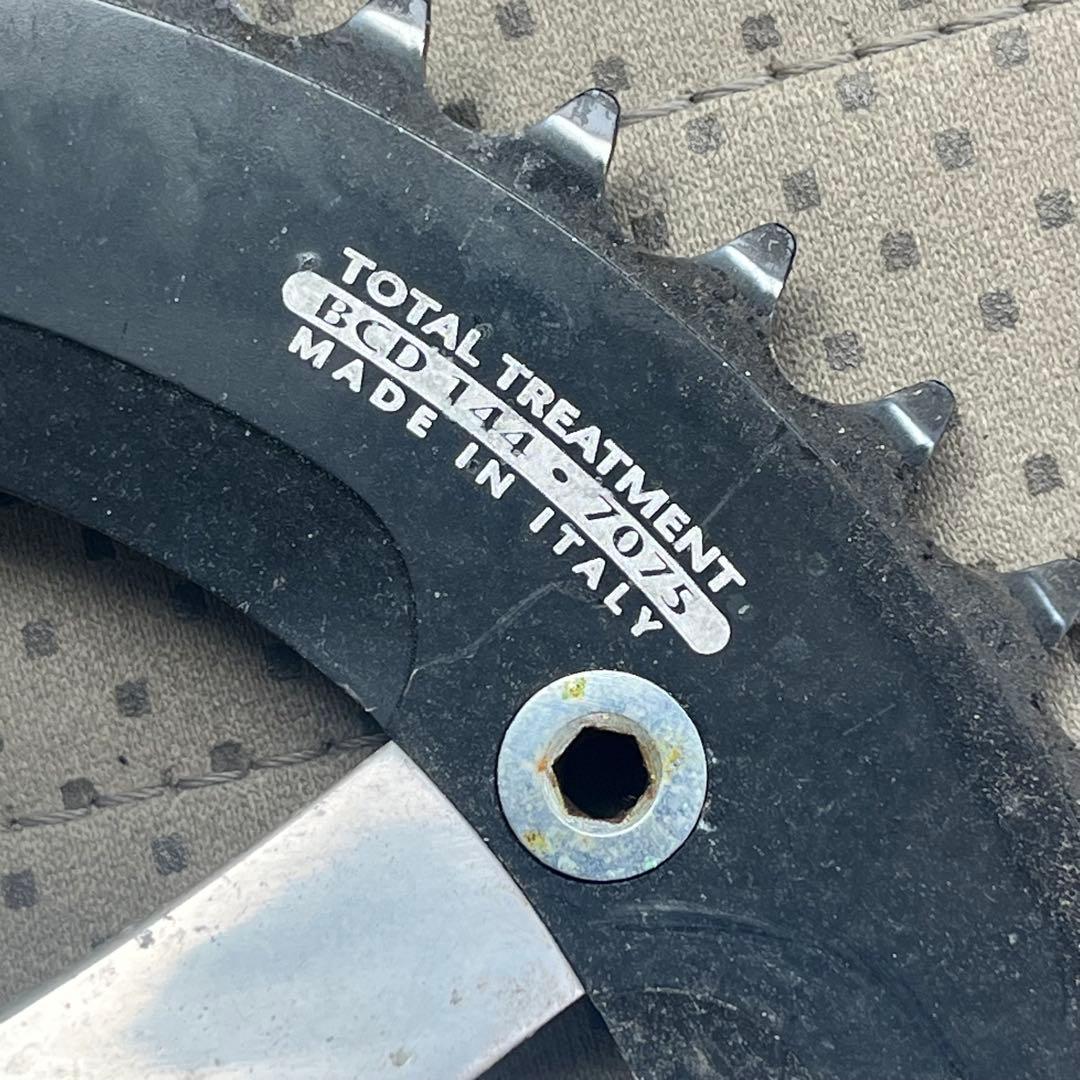 TOTAL TREATMENT
BCD 144 • 7075
MADE IN ITALY